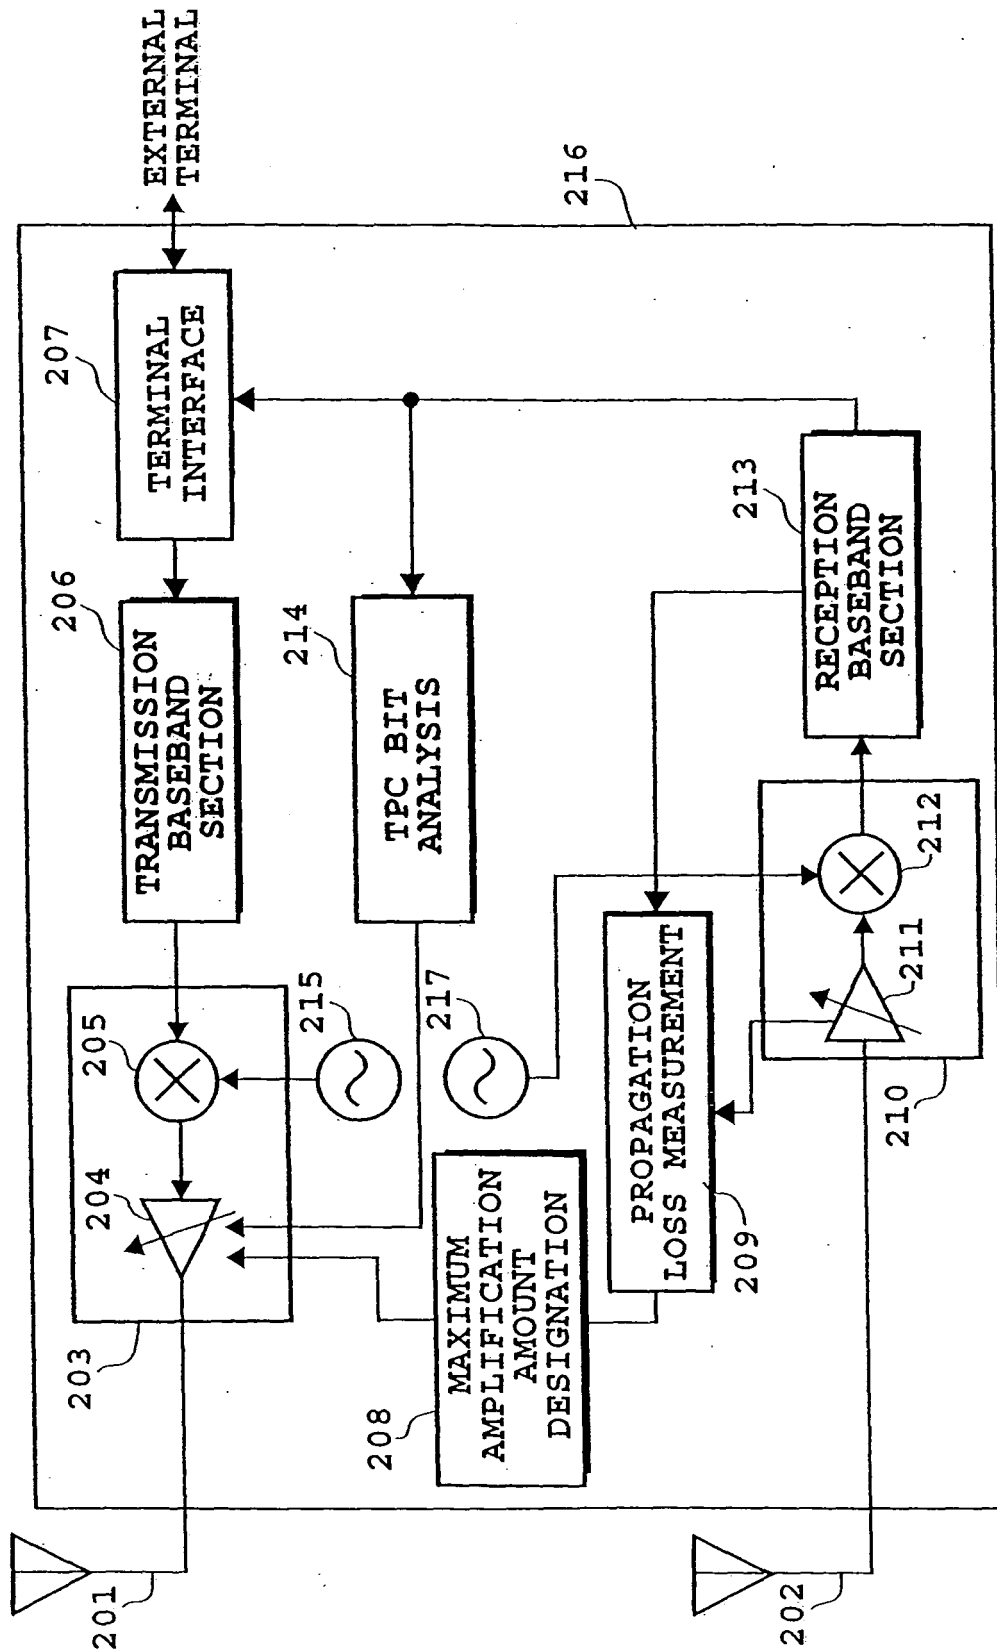 EXTERNAL
TERMINAL
216
207
TERMINAL
INTERFACE
206
TRANSMISSION
BASEBAND
SECTION
214
TPC BIT
ANALYSIS
213
RECEPTION
BASEBAND
SECTION
205
204
203
215
217
212
211
210
208
MAXIMUM
AMPLIFICATION
AMOUNT
DESIGNATION
PROPAGATION
LOSS MEASUREMENT
209
201
202